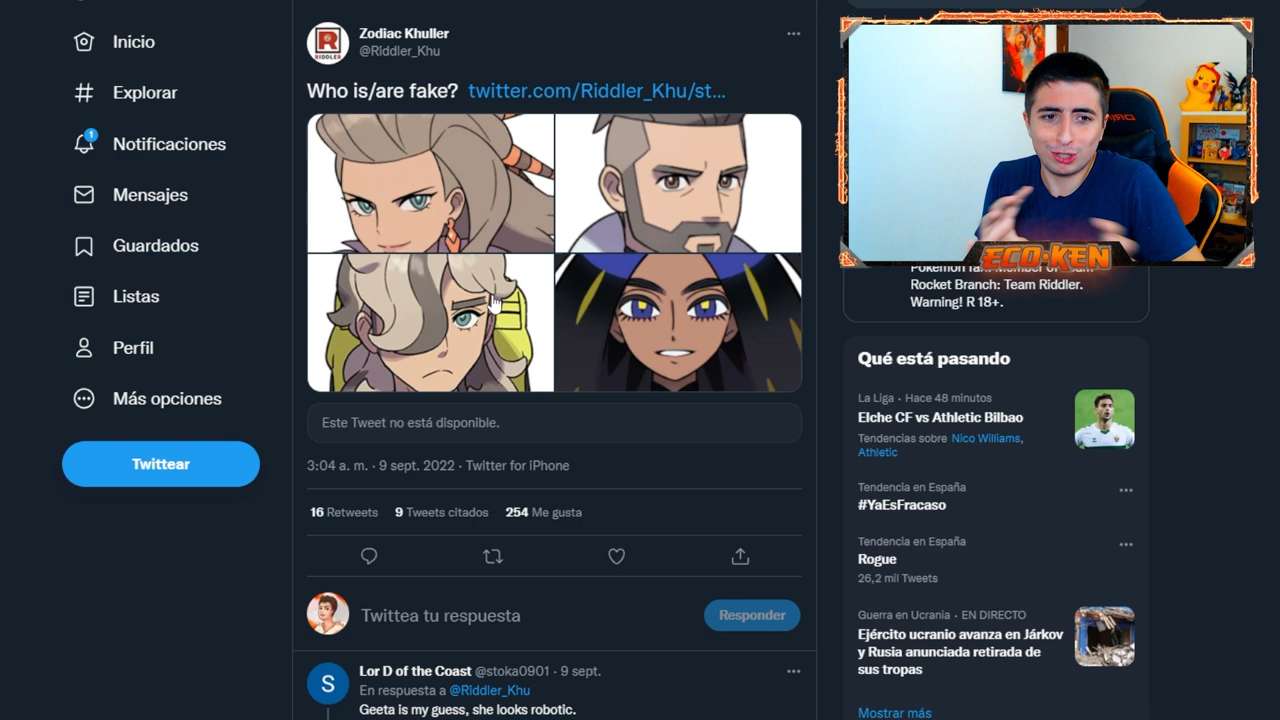 Inicio
Explorar
1
Notificaciones
Mensajes
Guardados
Listas
Perfil
Más opciones
Twittear
RIDDLER
Zodiac Khuller
@Riddler_Khu
Who is/are fake? twitter.com/Riddler_Khu/st...
Este Tweet no está disponible.
3:04 a. m. · 9 sept. 2022 · Twitter for iPhone
16 Retweets 9 Tweets citados 254 Me gusta
Twittea tu respuesta
Responder
S
Lor D of the Coast @stoka0901 · 9 sept.
En respuesta a @Riddler_Khu
Geeta is my guess, she looks robotic.
ECO·KEN
Pokemon fan. Member of
Rocket Branch: Team Riddler.
Warning! R 18+.
Qué está pasando
La Liga · Hace 48 minutos
Elche CF vs Athletic Bilbao
Tendencias sobre Nico Williams,
Athletic
Tendencia en España
#YaEsFracaso
Tendencia en España
Rogue
26,2 mil Tweets
Guerra en Ucrania · EN DIRECTO
Ejército ucranio avanza en Járkov
y Rusia anunciada retirada de
sus tropas
Mostrar más